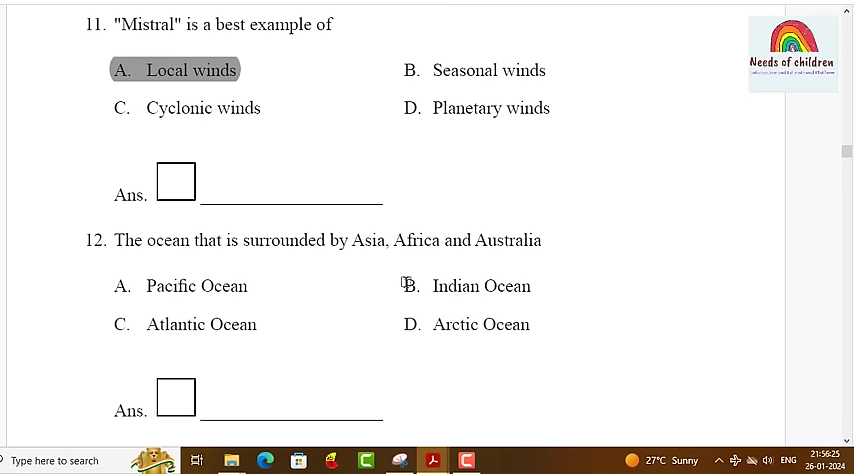 11. "Mistral" is a best example of
A. Local winds B. Seasonal winds
C. Cyclonic winds D. Planetary winds
Ans.
12. The ocean that is surrounded by Asia, Africa and Australia
A. Pacific Ocean B. Indian Ocean
C. Atlantic Ocean D. Arctic Ocean
Ans.
Needs of children
Type here to search
27°C Sunny
ENG
21:56:25
26-01-2024